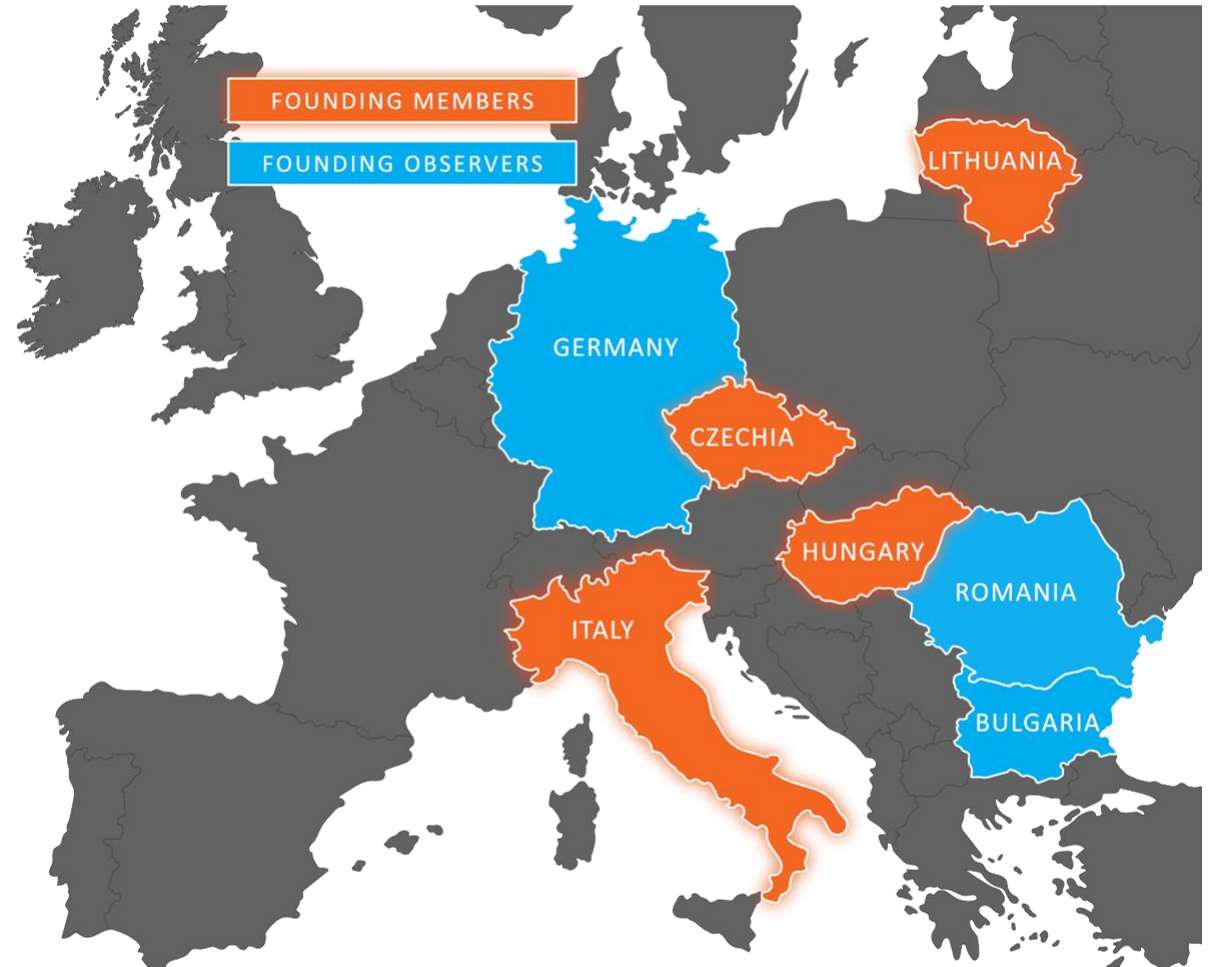 FOUNDING MEMBERS
FOUNDING OBSERVERS
LITHUANIA
GERMANY
CZECHIA
HUNGARY
ROMANIA
ITALY
BULGARIA